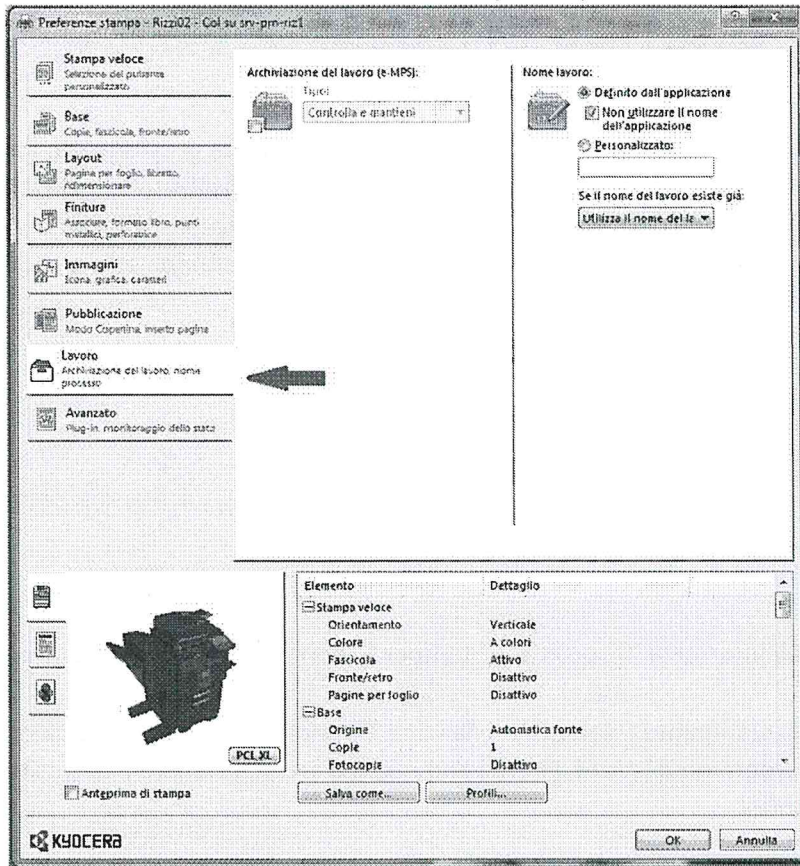 Preferenze stampa - Rizzi02 - Col su srv-prn-riz1
Stampa veloce
Selezione del pulsante
personalizzato
Base
Copie, fascicola, fronte/retro
Layout
Pagine per foglio, libretto,
ridimensionare
Finitura
Associare, formato libro, punti
metallici, perforatrice
Immagini
Icona, grafica, caratteri
Pubblicazione
Modo Copertina, inserto pagina
Lavoro
Archiviazione del lavoro, nome
processo
Avanzato
Plug-in, monitoraggio dello stato
Archiviazione del lavoro (e-MPS):
Tipo:
Controlla e mantieni
Nome lavoro:
Definito dall'applicazione
Non utilizzare il nome
dell'applicazione
Personalizzato:
Se il nome del lavoro esiste già:
Utilizza il nome del la
Elemento Dettaglio
Stampa veloce
Orientamento Verticale
Colore A colori
Fascicola Attivo
Fronte/retro Disattivo
Pagine per foglio Disattivo
Base
Origine Automatica fonte
Copie 1
Fotocopie Disattivo
PCL XL
Anteprima di stampa
Salva come...
Profili...
KYOCERA
OK
Annulla